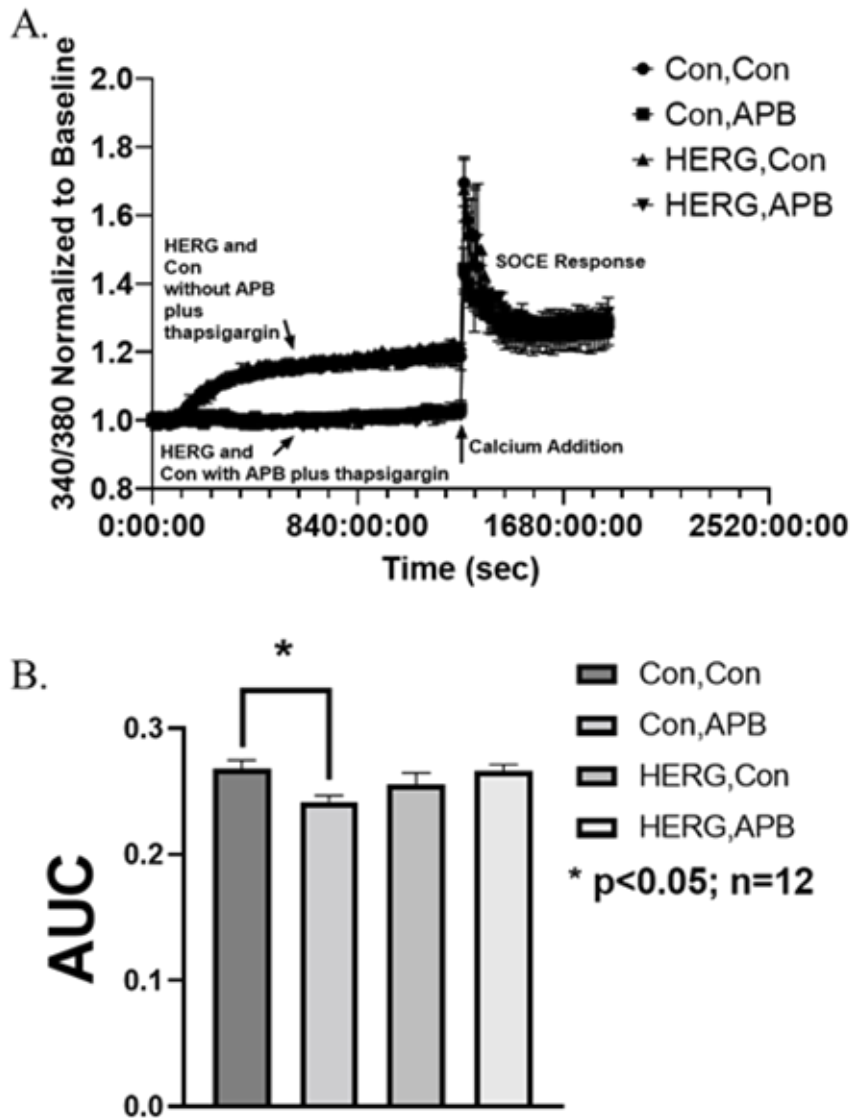 A.
340/380 Normalized to Baseline
2.0
1.8
1.6
1.4
1.2
1.0
0.8
Con,Con
Con,APB
HERG,Con
HERG,APB
HERG and
Con
without APB
plus
thapsigargin
SOCE Response
HERG and
Con with APB plus thapsigargin
Calcium Addition
0:00:00
840:00:00
1680:00:00
2520:00:00
Time (sec)
B.
AUC
0.3
0.2
0.1
0.0
*
Con,Con
Con,APB
HERG,Con
HERG,APB
* p<0.05; n=12